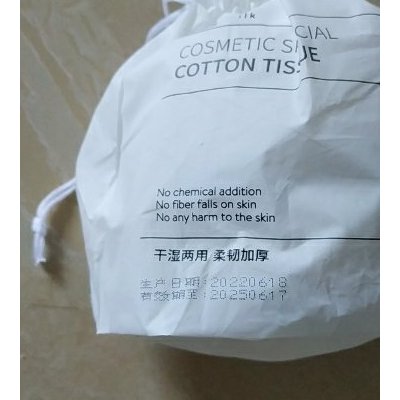 COSMETIC
COTTON
No chemical addition
No fiber falls on skin
No any harm to the skin
干湿两用 柔韧加厚
生产日期:20220618
有效期至:20250617